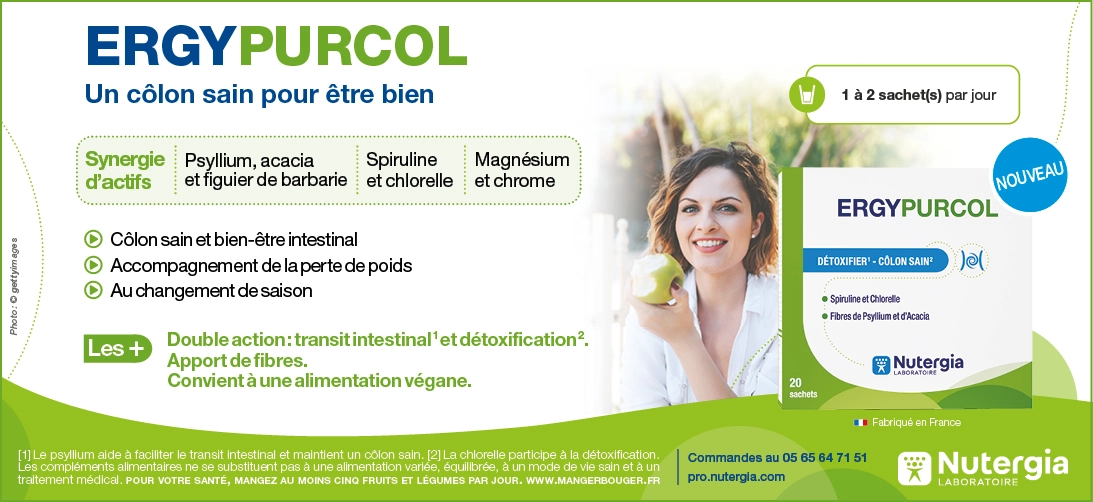 ERGYPURCOL
Un côlon sain pour être bien
1 à 2 sachet(s) par jour
Synergie
d'actifs
Psyllium, acacia
et figuier de barbarie
Spiruline
et chlorelle
Magnésium
et chrome
NOUVEAU
ERGYPURCOL
DÉTOXIFIER¹ - CÔLON SAIN²
Spiruline et Chlorelle
Fibres de Psyllium et d'Acacia
Nutergia
LABORATOIRE
20
sachets
Fabriqué en France
Côlon sain et bien-être intestinal
Accompagnement de la perte de poids
Au changement de saison
Les +
Double action : transit intestinal¹ et détoxification².
Apport de fibres.
Convient à une alimentation végane.
Photo : © gettyimages
[1] Le psyllium aide à faciliter le transit intestinal et maintient un côlon sain. [2] La chlorelle participe à la détoxification.
Les compléments alimentaires ne se substituent pas à une alimentation variée, équilibrée, à un mode de vie sain et à un
traitement médical. POUR VOTRE SANTÉ, MANGEZ AU MOINS CINQ FRUITS ET LÉGUMES PAR JOUR. WWW.MANGERBOUGER.FR
Commandes au 05 65 64 71 51
pro.nutergia.com
Nutergia
LABORATOIRE